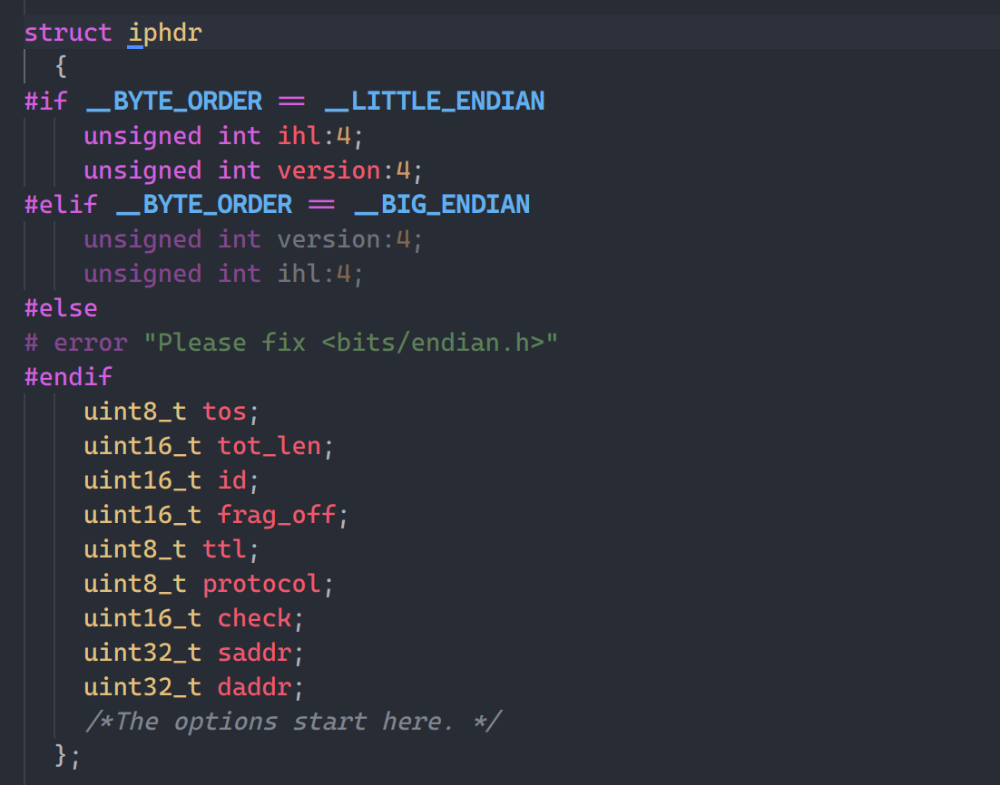 struct iphdr
  {
#if __BYTE_ORDER == __LITTLE_ENDIAN
    unsigned int ihl:4;
    unsigned int version:4;
#elif __BYTE_ORDER == __BIG_ENDIAN
    unsigned int version:4;
    unsigned int ihl:4;
#else
# error "Please fix <bits/endian.h>"
#endif
    uint8_t tos;
    uint16_t tot_len;
    uint16_t id;
    uint16_t frag_off;
    uint8_t ttl;
    uint8_t protocol;
    uint16_t check;
    uint32_t saddr;
    uint32_t daddr;
    /*The options start here. */
  };